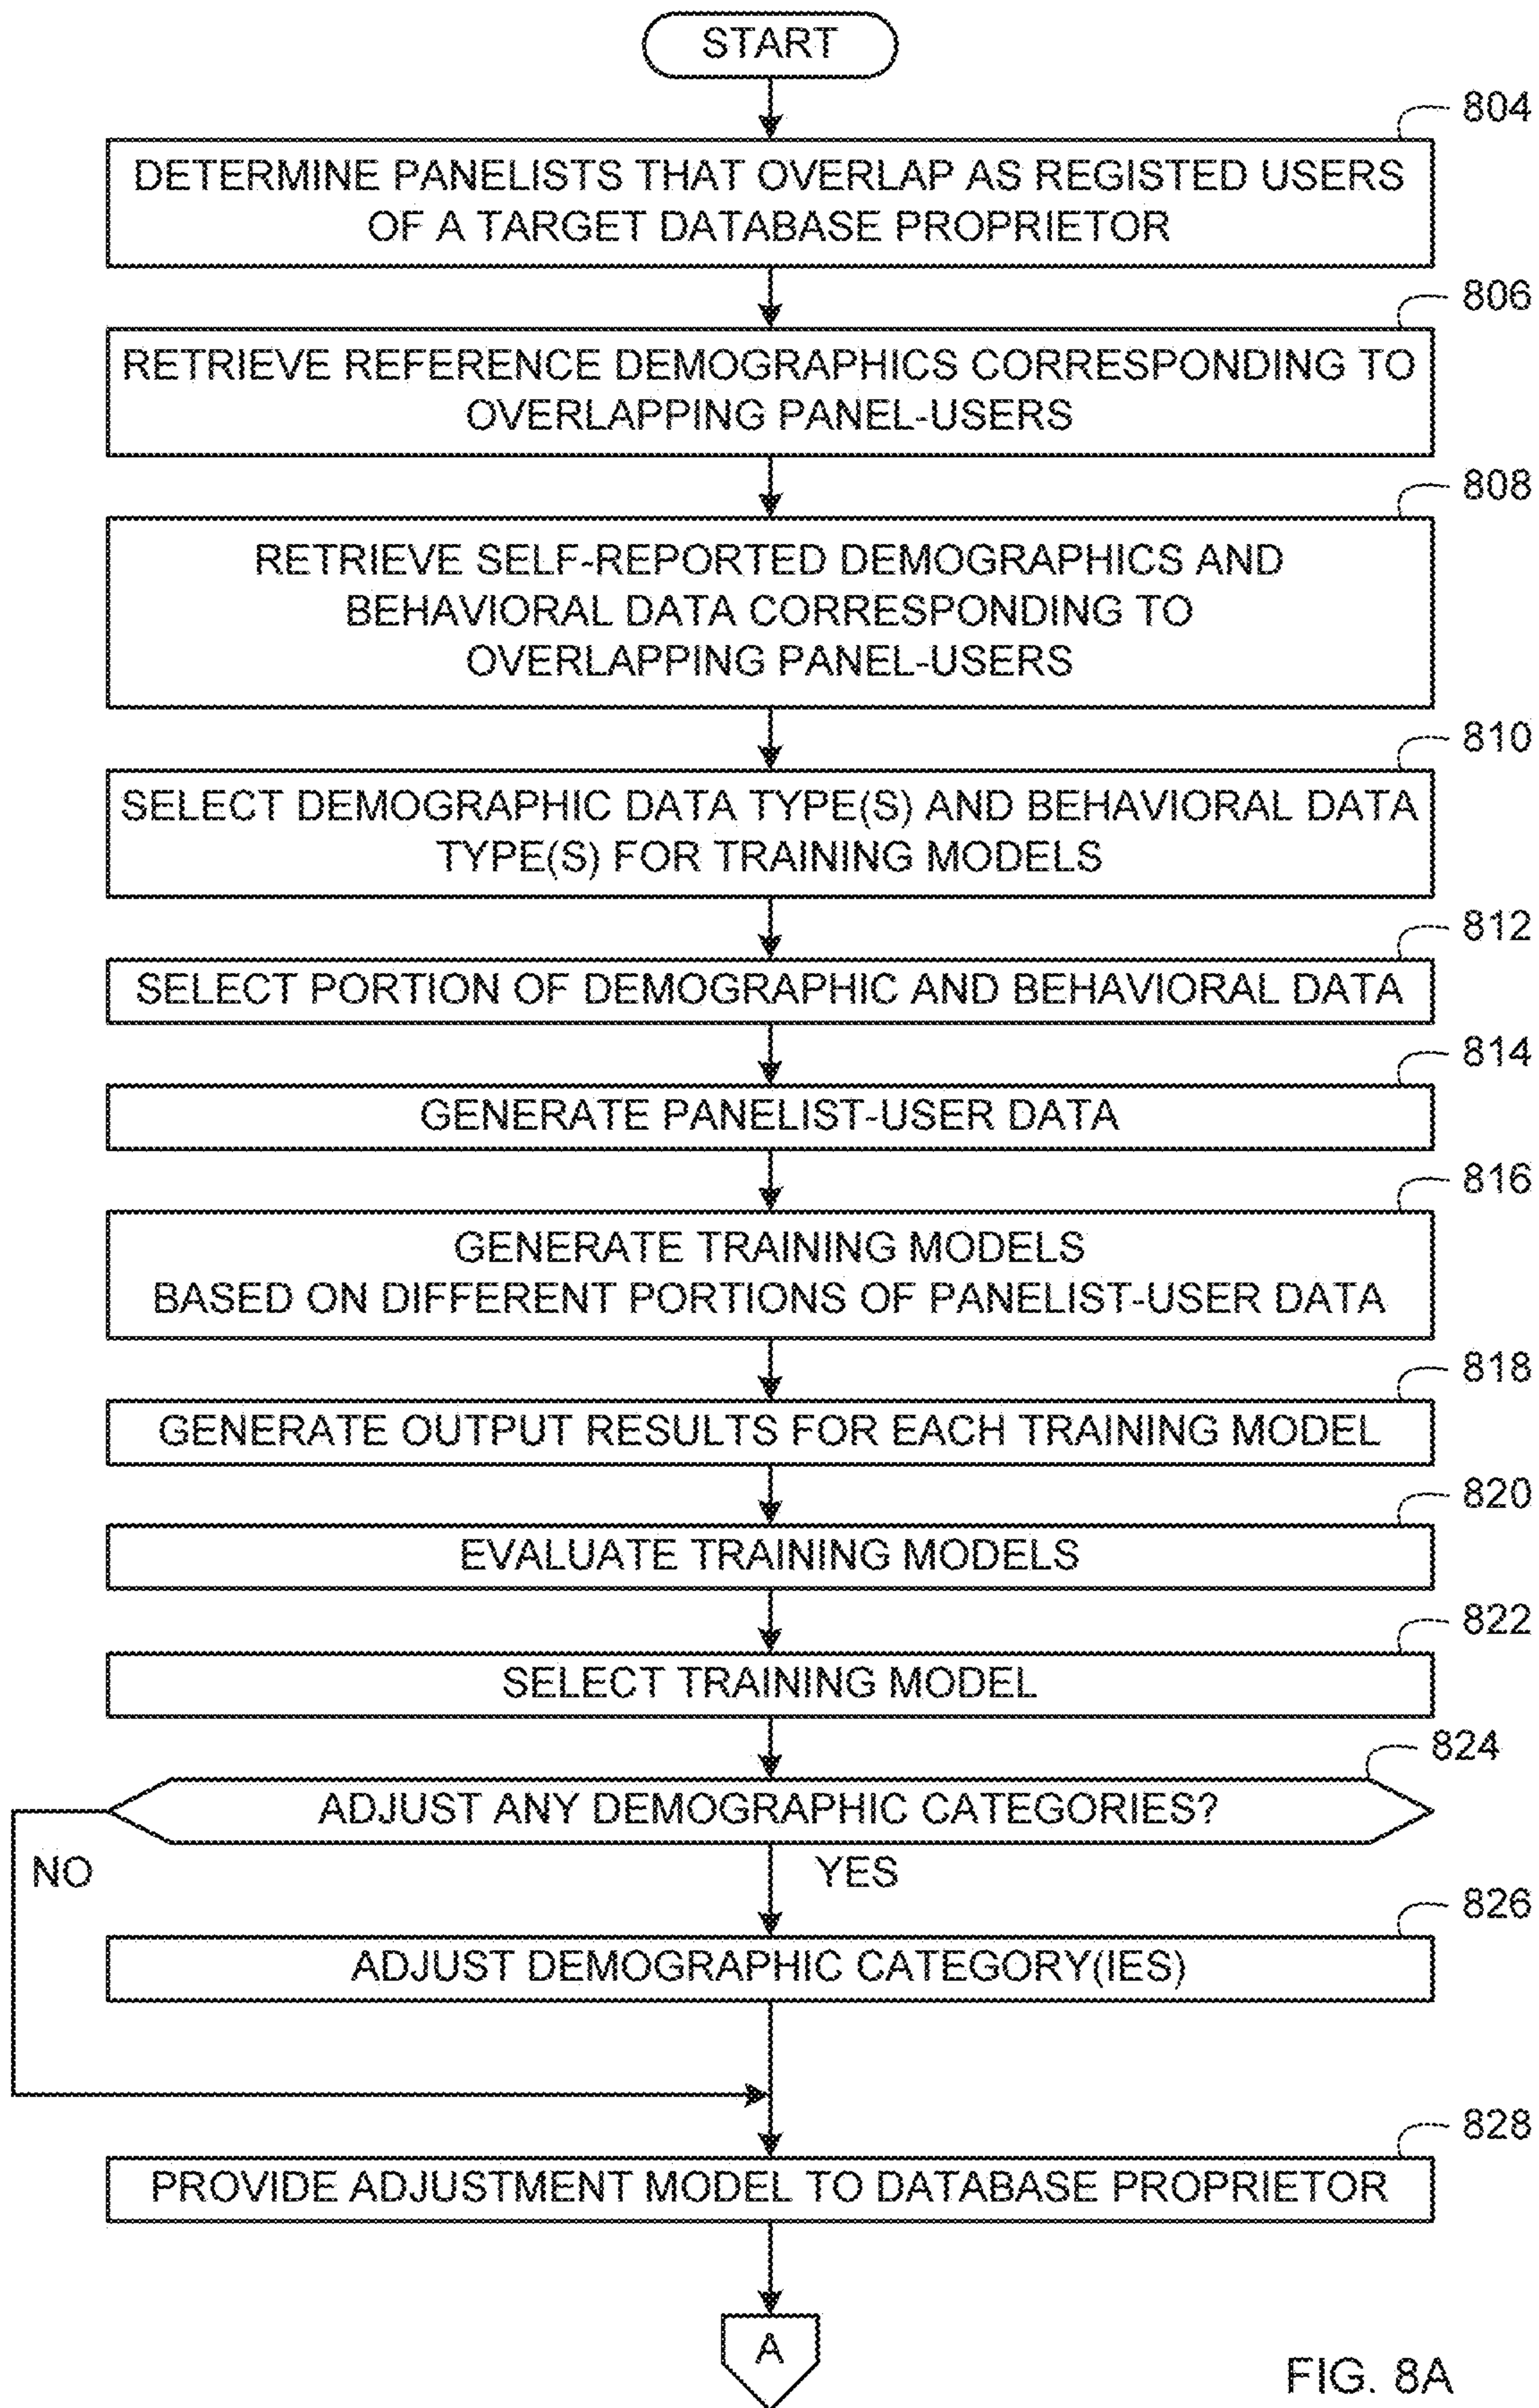 START
804
DETERMINE PANELISTS THAT OVERLAP AS REGISTED USERS
OF A TARGET DATABASE PROPRIETOR
806
RETRIEVE REFERENCE DEMOGRAPHICS CORRESPONDING TO
OVERLAPPING PANEL-USERS
808
RETRIEVE SELF-REPORTED DEMOGRAPHICS AND
BEHAVIORAL DATA CORRESPONDING TO
OVERLAPPING PANEL-USERS
810
SELECT DEMOGRAPHIC DATA TYPE(S) AND BEHAVIORAL DATA
TYPE(S) FOR TRAINING MODELS
812
SELECT PORTION OF DEMOGRAPHIC AND BEHAVIORAL DATA
814
GENERATE PANELIST-USER DATA
816
GENERATE TRAINING MODELS
BASED ON DIFFERENT PORTIONS OF PANELIST-USER DATA
818
GENERATE OUTPUT RESULTS FOR EACH TRAINING MODEL
820
EVALUATE TRAINING MODELS
822
SELECT TRAINING MODEL
824
ADJUST ANY DEMOGRAPHIC CATEGORIES?
NO
YES
826
ADJUST DEMOGRAPHIC CATEGORY(IES)
828
PROVIDE ADJUSTMENT MODEL TO DATABASE PROPRIETOR
A
FIG. 8A